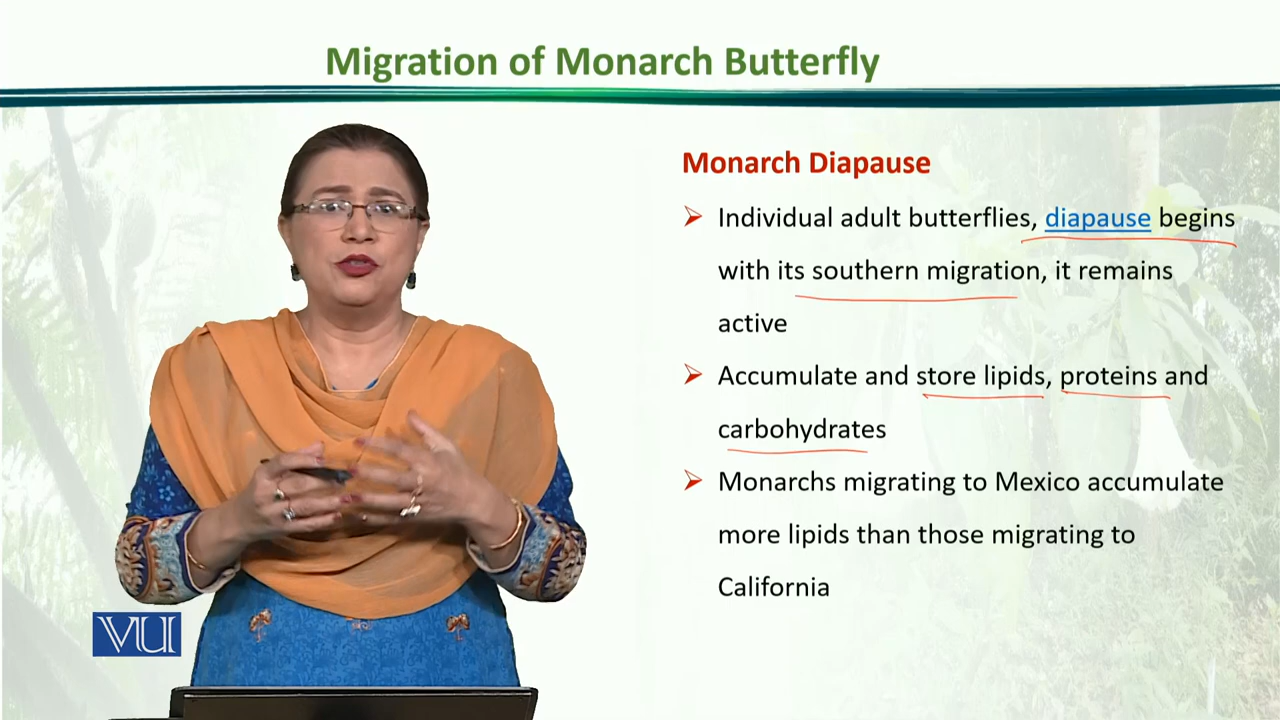 Migration of Monarch Butterfly
Monarch Diapause
Individual adult butterflies, diapause begins
with its southern migration, it remains
active
Accumulate and store lipids, proteins and
carbohydrates
Monarchs migrating to Mexico accumulate
more lipids than those migrating to
California
VU